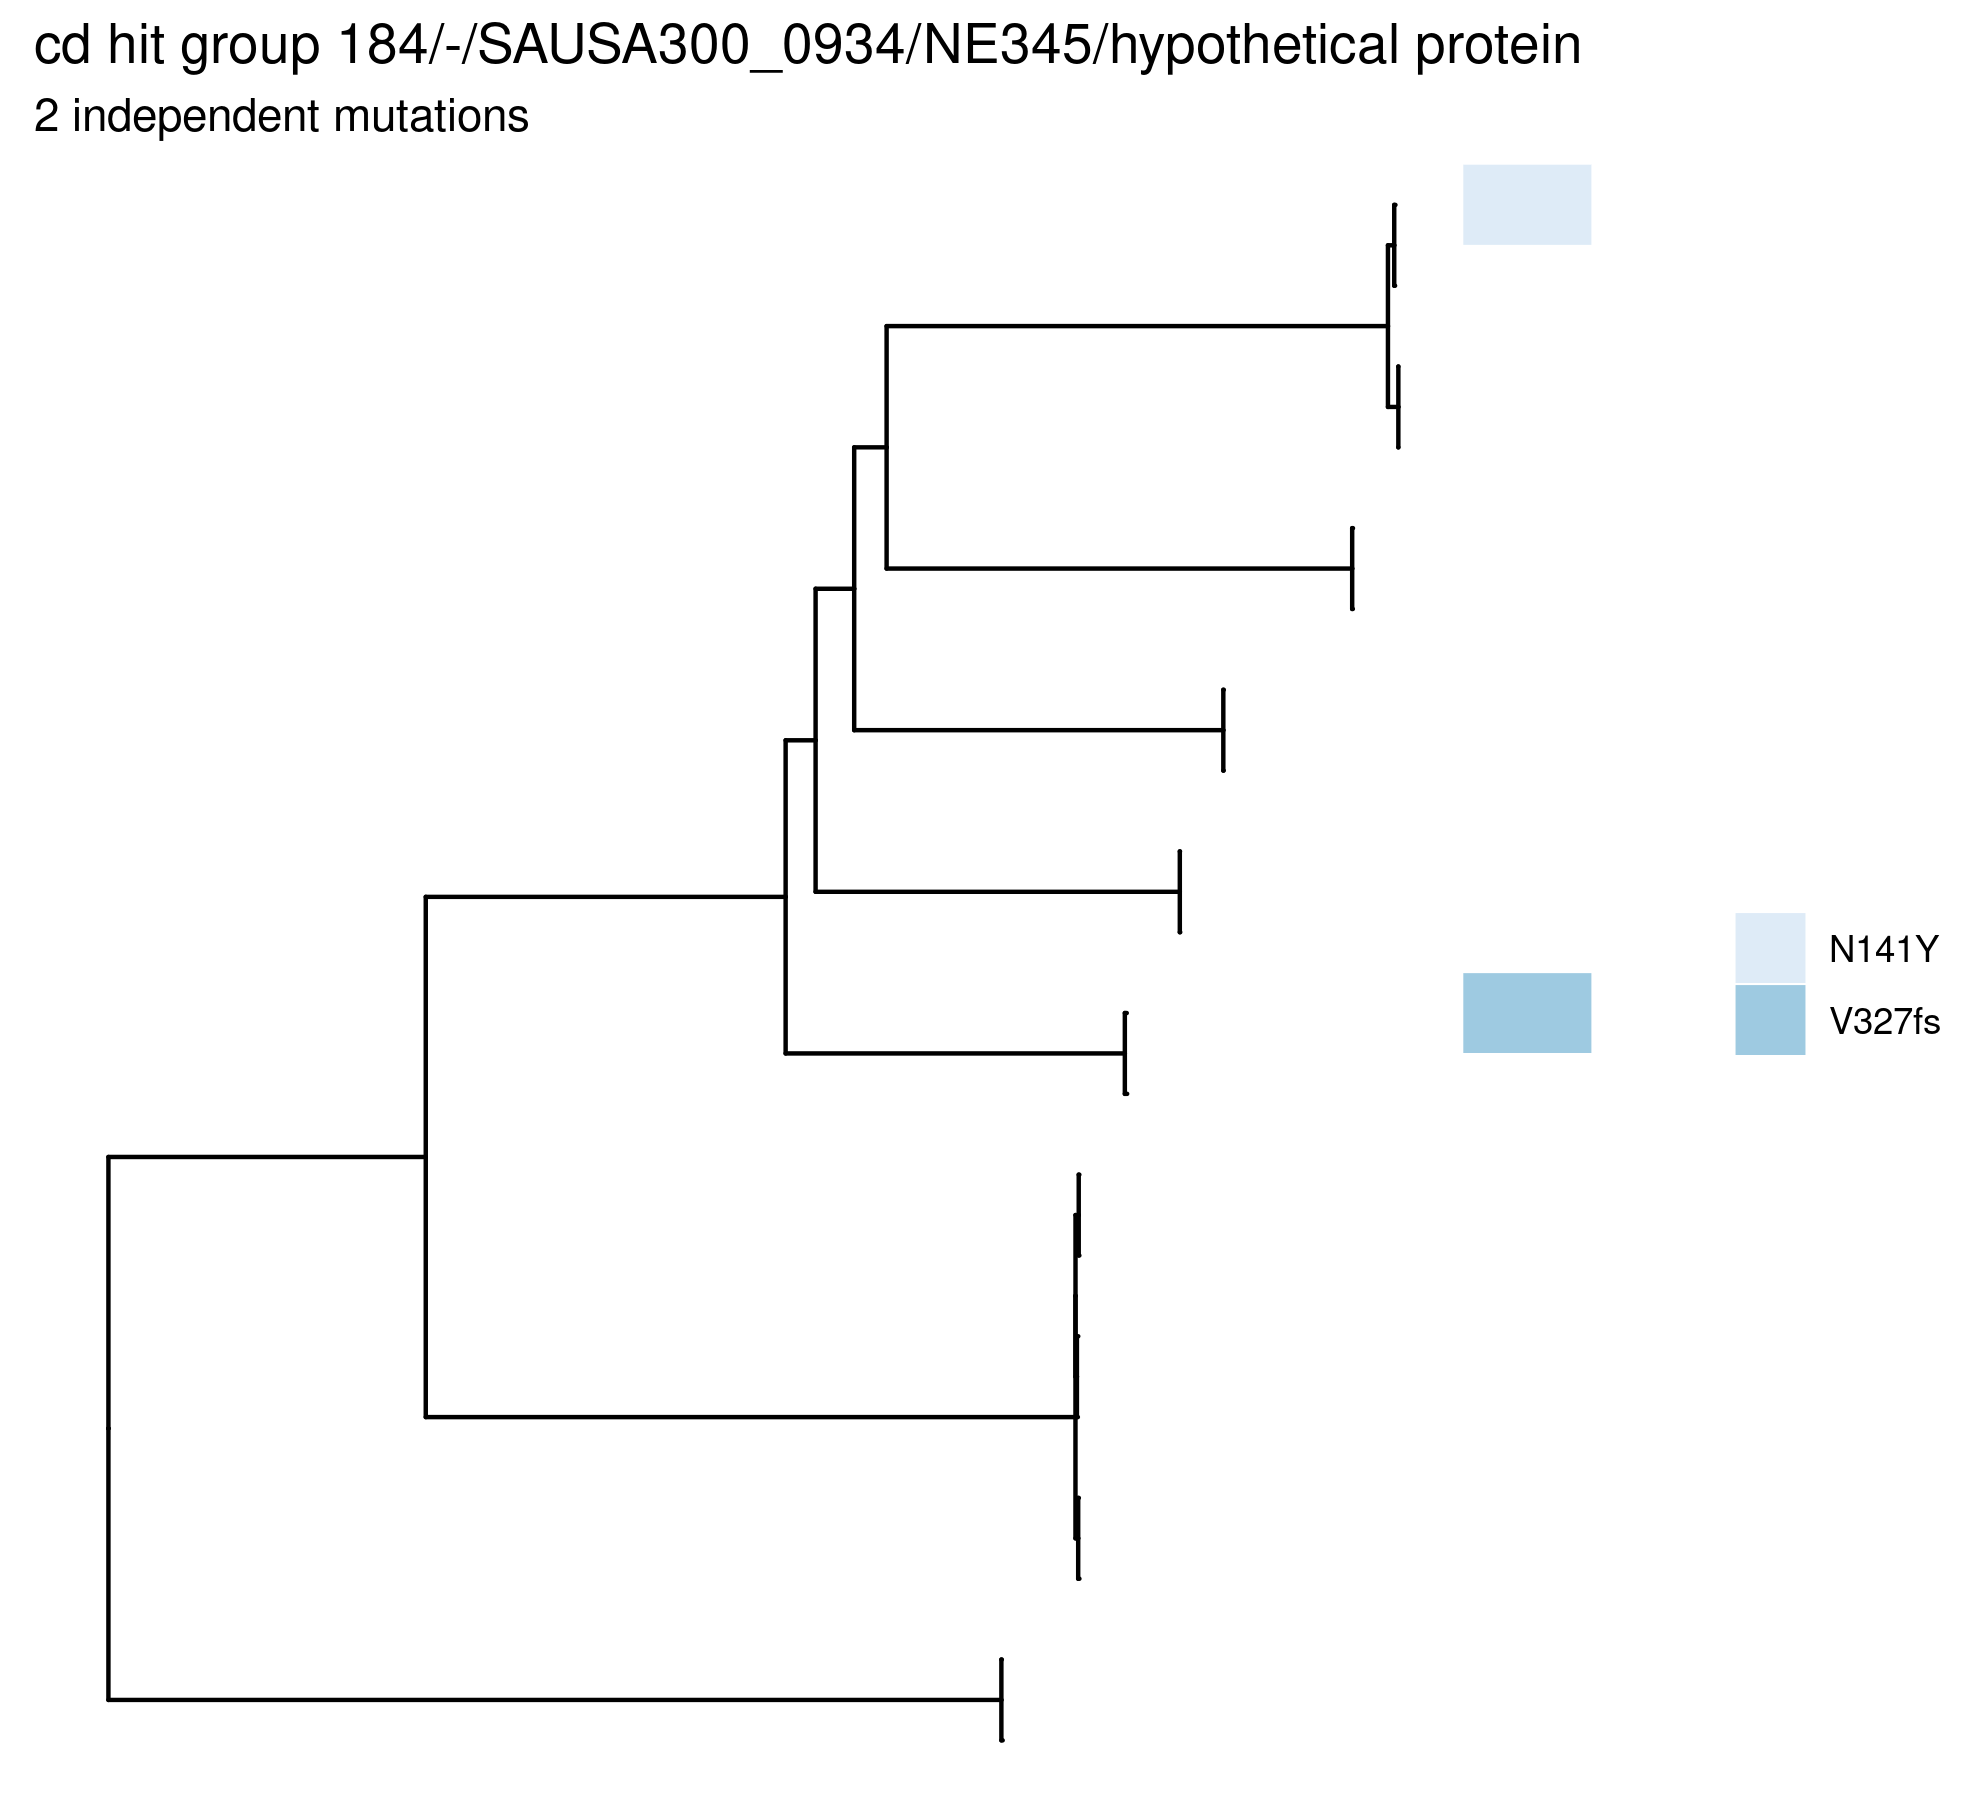 cd hit group 184/-/SAUSA300_0934/NE345/hypothetical protein
2 independent mutations
N141Y
V327fs